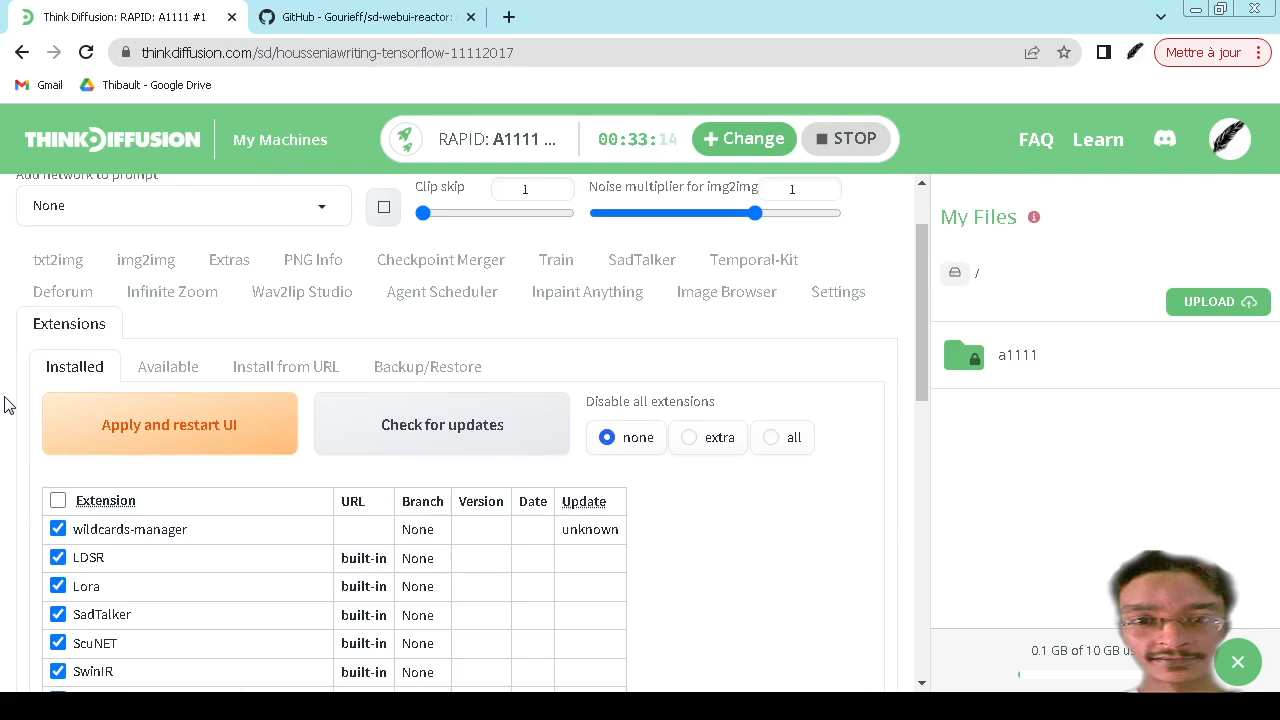 Think Diffusion: RAPID: A1111 #1
GitHub - Gourieff/sd-webui-reactor
thinkdiffusion.com/sd/houssenlawriting-tensorflow-1112017
Mettre à jour
Gmail
Thibault - Google Drive
THINKDIFFUSION
My Machines
RAPID: A1111 ...
00:33:14
+ Change
STOP
FAQ
Learn
Add network to prompt
None
Clip skip
1
Noise multiplier for img2img
1
txt2img
img2img
Extras
PNG Info
Checkpoint Merger
Train
SadTalker
Temporal-Kit
Deforum
Infinite Zoom
Wav2lip Studio
Agent Scheduler
Inpaint Anything
Image Browser
Settings
Extensions
Installed
Available
Install from URL
Backup/Restore
Apply and restart UI
Check for updates
Disable all extensions
none
extra
all
Extension URL Branch Version Date Update
wildcards-manager None unknown
LDSR built-in None
Lora built-in None
SadTalker built-in None
ScuNET built-in None
SwinIR built-in None
My Files
/
UPLOAD
a1111
0.1 GB of 10 GB